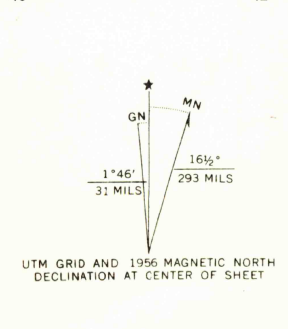 ★
MN
GN
1°46'
31 MILS
16½°
293 MILS
UTM GRID AND 1956 MAGNETIC NORTH
DECLINATION AT CENTER OF SHEET